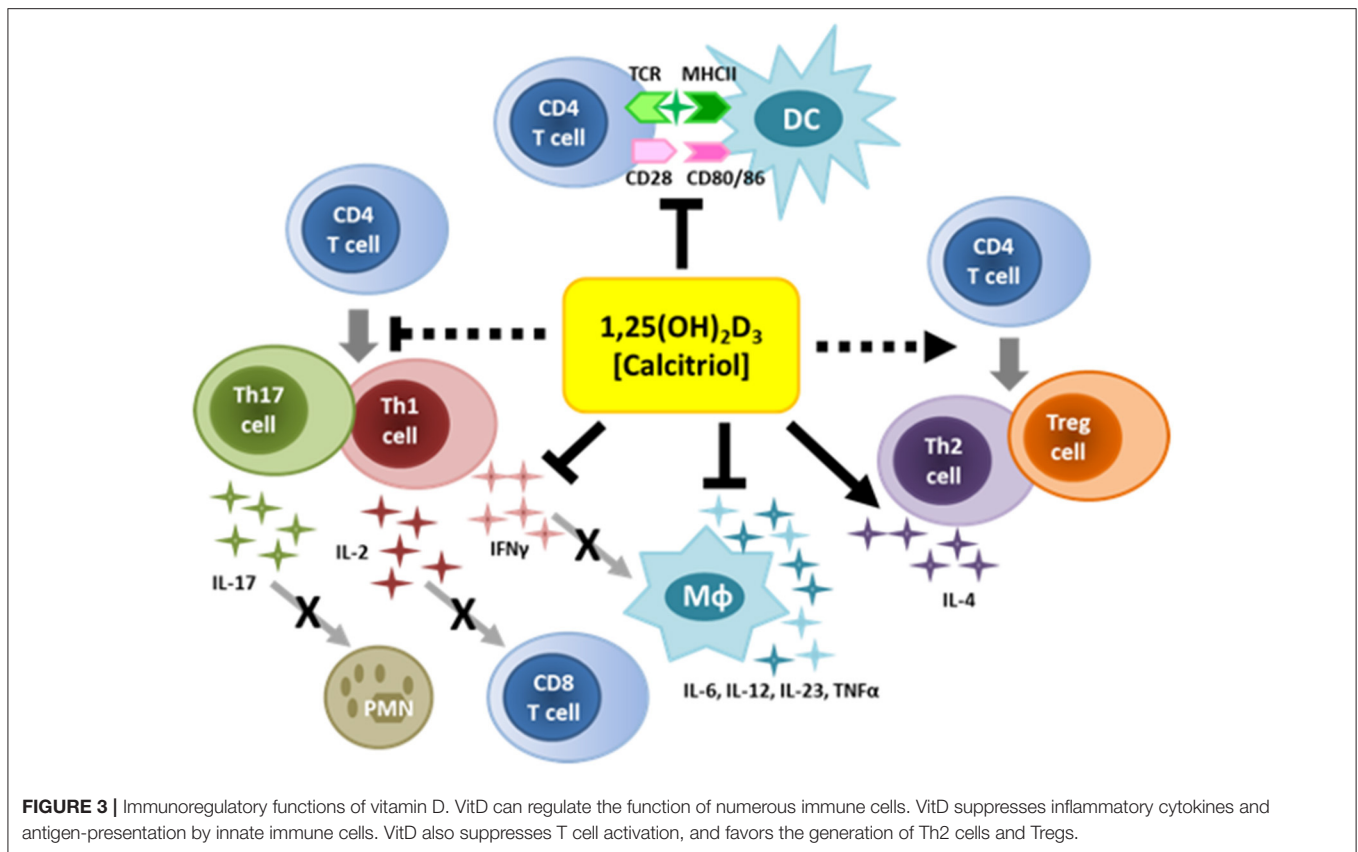 TCR MHCII
CD4
T cell
DC
CD28 CD80/86
CD4
T cell
CD4
T cell
1,25(OH)₂D₃
[Calcitriol]
Th17
cell
Th1
cell
Th2
cell
Treg
cell
IL-17
IL-2
IFNγ
X
X
X
Mɸ
IL-4
PMN
CD8
T cell
IL-6, IL-12, IL-23, TNFα
FIGURE 3 | Immunoregulatory functions of vitamin D. VitD can regulate the function of numerous immune cells. VitD suppresses inflammatory cytokines and
antigen-presentation by innate immune cells. VitD also suppresses T cell activation, and favors the generation of Th2 cells and Tregs.